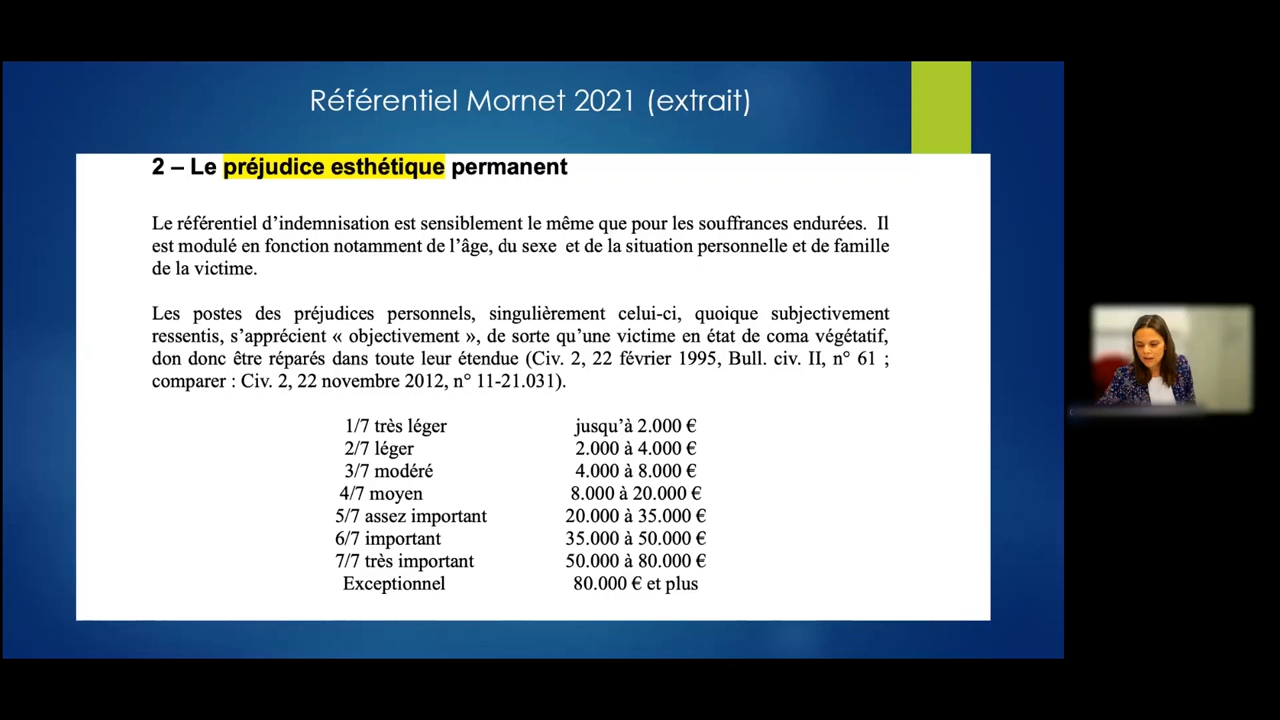 Référentiel Mornet 2021 (extrait)
2 – Le préjudice esthétique permanent
Le référentiel d’indemnisation est sensiblement le même que pour les souffrances endurées. Il
est modulé en fonction notamment de l’âge, du sexe et de la situation personnelle et de famille
de la victime.
Les postes des préjudices personnels, singulièrement celui-ci, quoique subjectivement
ressentis, s’apprécient « objectivement », de sorte qu’une victime en état de coma végétatif,
don donc être réparés dans toute leur étendue (Civ. 2, 22 février 1995, Bull. civ. II, n° 61 ;
comparer : Civ. 2, 22 novembre 2012, n° 11-21.031).
1/7 très léger jusqu’à 2.000 €
2/7 léger 2.000 à 4.000 €
3/7 modéré 4.000 à 8.000 €
4/7 moyen 8.000 à 20.000 €
5/7 assez important 20.000 à 35.000 €
6/7 important 35.000 à 50.000 €
7/7 très important 50.000 à 80.000 €
Exceptionnel 80.000 € et plus